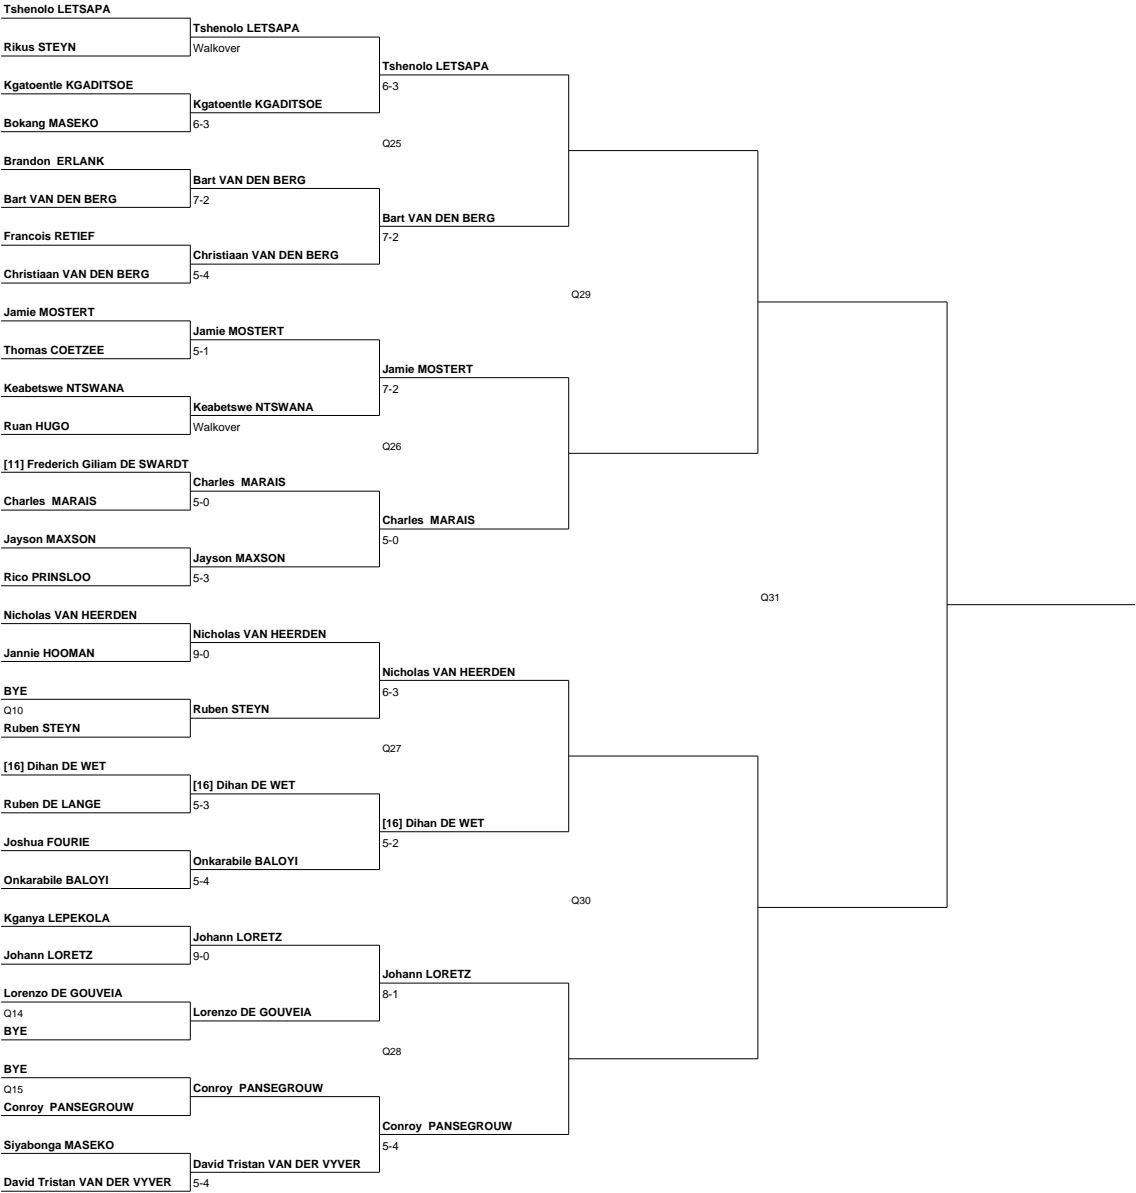 Tshenolo LETSAPA
Rikus STEYN
Kgatoentle KGADITSOE
Bokang MASEKO
Brandon  ERLANK
Bart VAN DEN BERG
Francois RETIEF
Christiaan VAN DEN BERG
Jamie MOSTERT
Thomas COETZEE
Keabetswe NTSWANA
Ruan HUGO
[11] Frederich Giliam DE SWARDT
Charles  MARAIS
Jayson MAXSON
Rico PRINSLOO
Nicholas VAN HEERDEN
Jannie HOOMAN
BYE
Q10
Ruben STEYN
[16] Dihan DE WET
Ruben DE LANGE
Joshua FOURIE
Onkarabile BALOYI
Kganya LEPEKOLA
Johann LORETZ
Lorenzo DE GOUVEIA
Q14
BYE
BYE
Q15
Conroy  PANSEGROUW
Siyabonga MASEKO
David Tristan VAN DER VYVER
Tshenolo LETSAPA
Walkover
Kgatoentle KGADITSOE
6-3
Bart VAN DEN BERG
7-2
Christiaan VAN DEN BERG
5-4
Jamie MOSTERT
5-1
Keabetswe NTSWANA
Walkover
Charles  MARAIS
5-0
Jayson MAXSON
5-3
Nicholas VAN HEERDEN
9-0
Ruben STEYN
[16] Dihan DE WET
5-3
Onkarabile BALOYI
5-4
Johann LORETZ
9-0
Lorenzo DE GOUVEIA
Conroy  PANSEGROUW
David Tristan VAN DER VYVER
5-4
Tshenolo LETSAPA
6-3
Q25
Bart VAN DEN BERG
7-2
Jamie MOSTERT
7-2
Q26
Charles  MARAIS
5-0
Nicholas VAN HEERDEN
6-3
Q27
[16] Dihan DE WET
5-2
Johann LORETZ
8-1
Q28
Conroy  PANSEGROUW
5-4
Q29
Q30
Q31